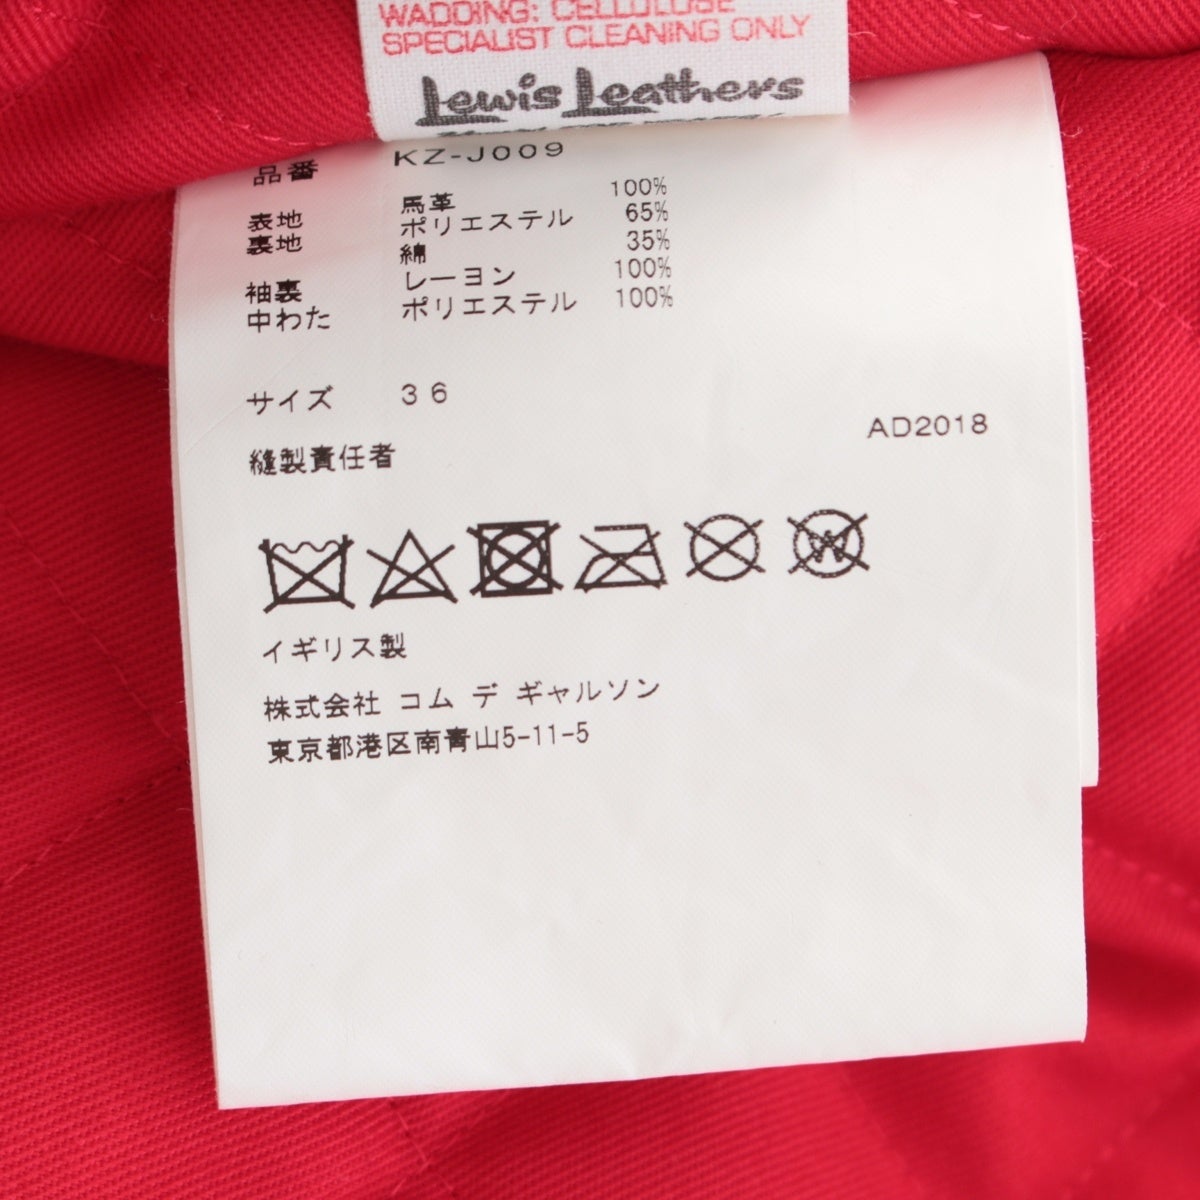 WADDING: CELLULOSE
SPECIALIST CLEANING ONLY
Lewis Leathers
品番 KZ-J009
表地 馬革 100%
裏地 ポリエステル 65%
綿 35%
袖裏 レーヨン 100%
中わた ポリエステル 100%
サイズ 36
AD2018
縫製責任者
W
イギリス製
株式会社 コム デ ギャルソン
東京都港区南青山5-11-5